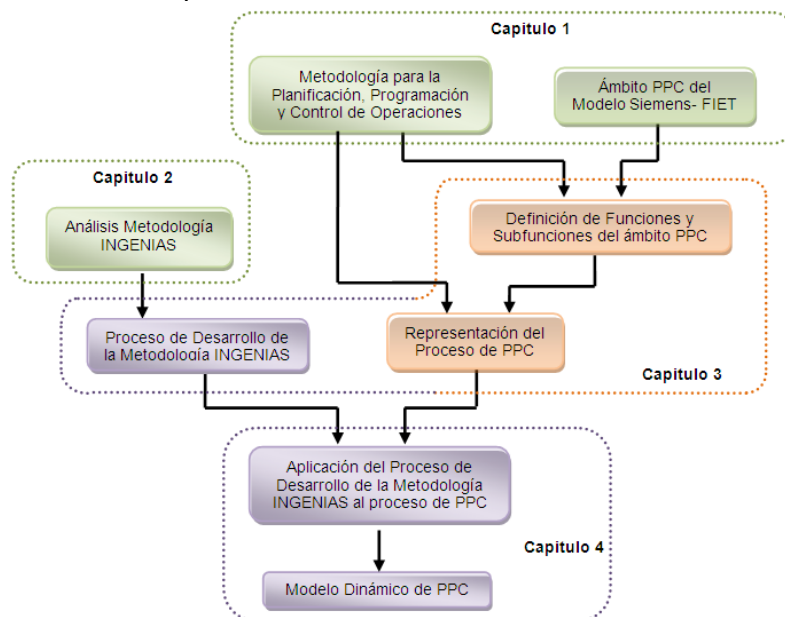 Capitulo 1
Metodología para la
Planificación, Programación
y Control de Operaciones
Ámbito PPC del
Modelo Siemens- FIET
Capitulo 2
Análisis Metodología
INGENIAS
Definición de Funciones y
Subfunciones del ámbito PPC
Proceso de Desarrollo de
la Metodología INGENIAS
Representación del
Proceso de PPC
Capitulo 3
Aplicación del Proceso de
Desarrollo de la Metodología
INGENIAS al proceso de PPC
Capitulo 4
Modelo Dinámico de PPC